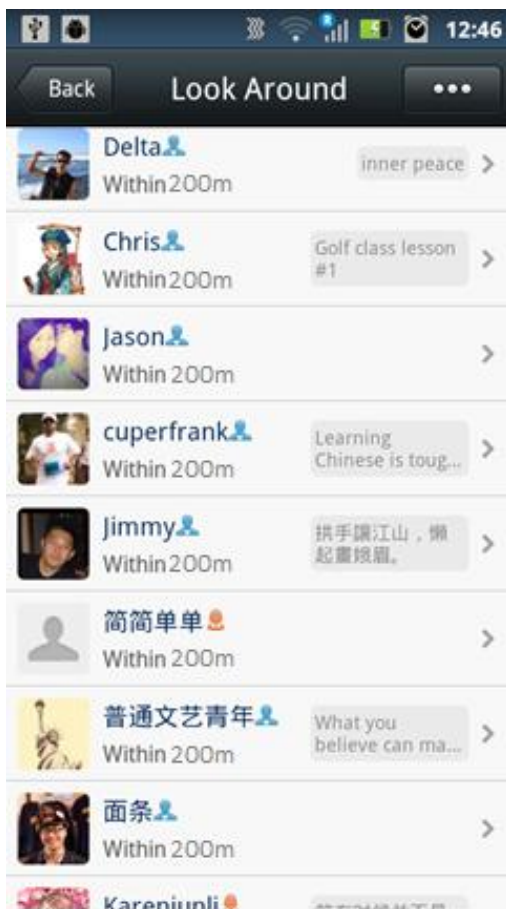 12:46
Back
Look Around
Delta
Within 200m
inner peace
Chris
Within 200m
Golf class lesson
#1
Jason
Within 200m
cuperfrank
Within 200m
Learning
Chinese is toug...
Jimmy
Within 200m
拱手讓江山，懶
起畫娥眉。
简简单单
Within 200m
普通文艺青年
Within 200m
What you
believe can ma...
面条
Within 200m
Karenjunli